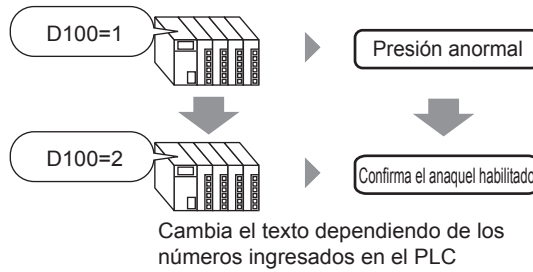 D100=1
Presión anormal
D100=2
Confirma el anaquel habilitado
Cambia el texto dependiendo de los
números ingresados en el PLC